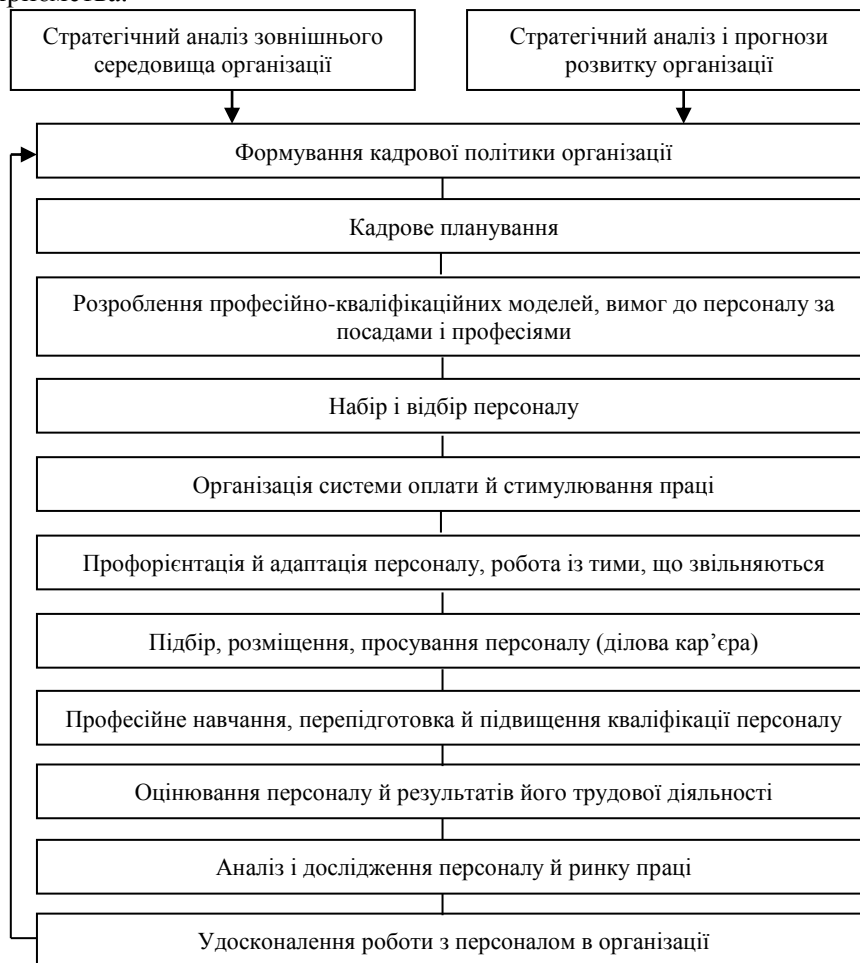 Стратегічний аналіз зовнішнього
середовища організації
Стратегічний аналіз і прогнози
розвитку організації
Формування кадрової політики організації
Кадрове планування
Розроблення професійно-кваліфікаційних моделей, вимог до персоналу за
посадами і професіями
Набір і відбір персоналу
Організація системи оплати й стимулювання праці
Профорієнтація й адаптація персоналу, робота із тими, що звільняються
Підбір, розміщення, просування персоналу (ділова кар’єра)
Професійне навчання, перепідготовка й підвищення кваліфікації персоналу
Оцінювання персоналу й результатів його трудової діяльності
Аналіз і дослідження персоналу й ринку праці
Удосконалення роботи з персоналом в організації